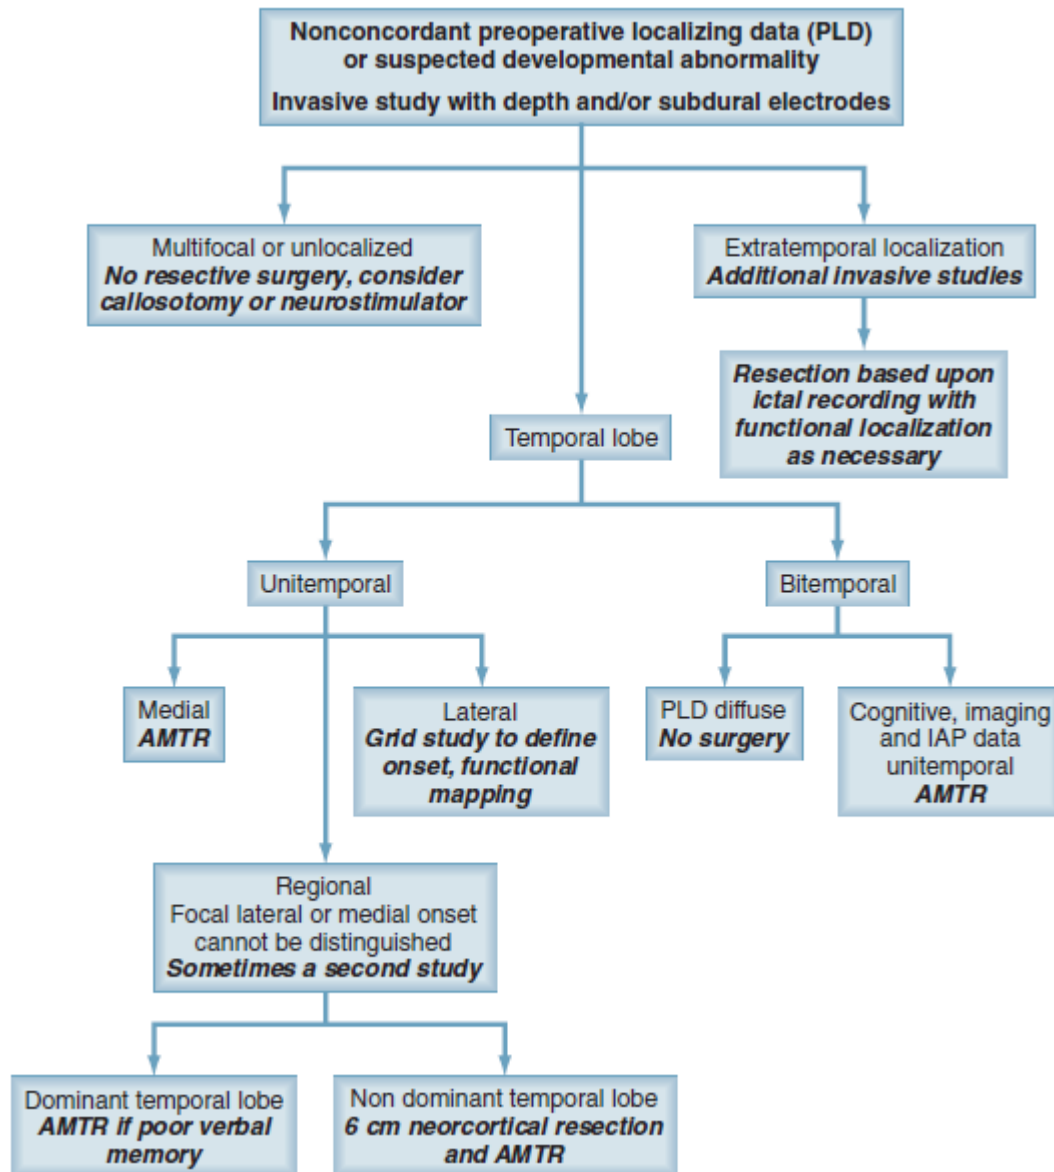 Nonconcordant preoperative localizing data (PLD)
or suspected developmental abnormality
Invasive study with depth and/or subdural electrodes
Multifocal or unlocalized
No resective surgery, consider
callosotomy or neurostimulator
Extratemporal localization
Additional invasive studies
Resection based upon
ictal recording with
functional localization
as necessary
Temporal lobe
Unitemporal
Bitemporal
Medial
AMTR
Lateral
Grid study to define
onset, functional
mapping
PLD diffuse
No surgery
Cognitive, imaging
and IAP data
unitemporal
AMTR
Regional
Focal lateral or medial onset
cannot be distinguished
Sometimes a second study
Dominant temporal lobe
AMTR if poor verbal
memory
Non dominant temporal lobe
6 cm neorcortical resection
and AMTR